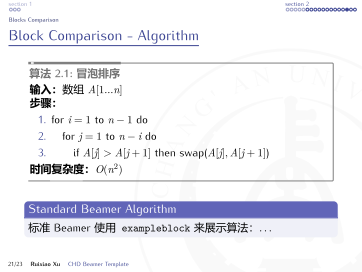 section 1
section 2
Blocks Comparison
Block Comparison - Algorithm
算法 2.1: 冒泡排序
输入：数组 A[1...n]
步骤：
1. for i = 1 to n − 1 do
2. for j = 1 to n − i do
3. if A[j] > A[j + 1] then swap(A[j], A[j + 1])
时间复杂度：O(n²)
Standard Beamer Algorithm
标准 Beamer 使用 exampleblock 来展示算法：...
21/23 Ruixiao Xu CHD Beamer Template